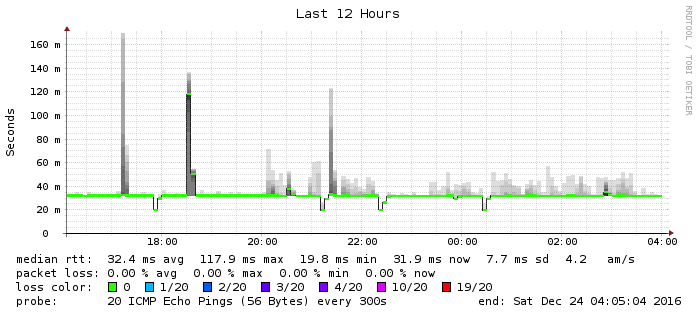 Last 12 Hours
RRDTOOL / TOBI OETIKER
Seconds
160 m
140 m
120 m
100 m
80 m
60 m
40 m
20 m
0
18:00 20:00 22:00 00:00 02:00 04:00
median rtt: 32.4 ms avg 117.9 ms max 19.8 ms min 31.9 ms now 7.7 ms sd 4.2 am/s
packet loss: 0.00 % avg 0.00 % max 0.00 % min 0.00 % now
loss color: 0 1/20 2/20 3/20 4/20 10/20 19/20
probe: 20 ICMP Echo Pings (56 Bytes) every 300s end: Sat Dec 24 04:05:04 2016